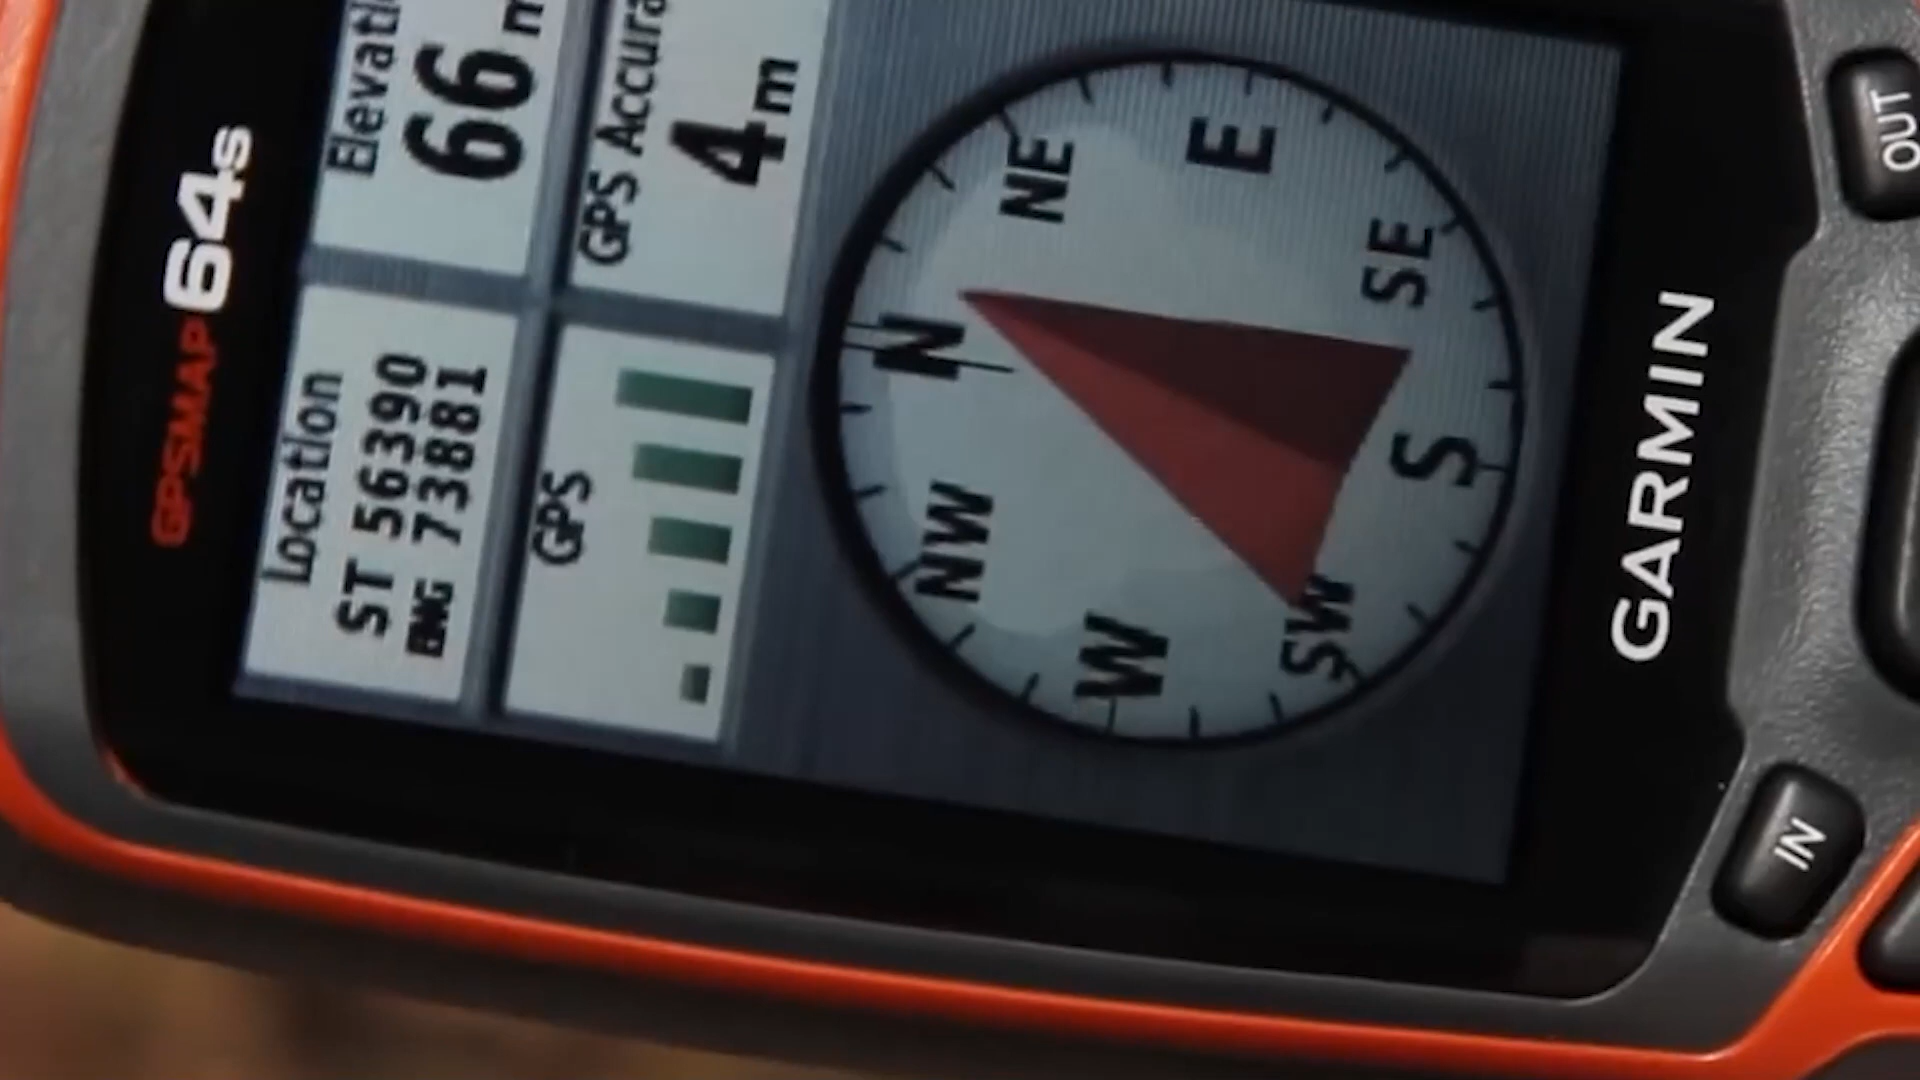 GPSMAP 64s
Location
ST 56390
BNG 73881
Elevati
66 m
GPS
GPS Accura
4m
N
NE
E
SE
S
SW
W
NW
GARMIN
IN
OUT